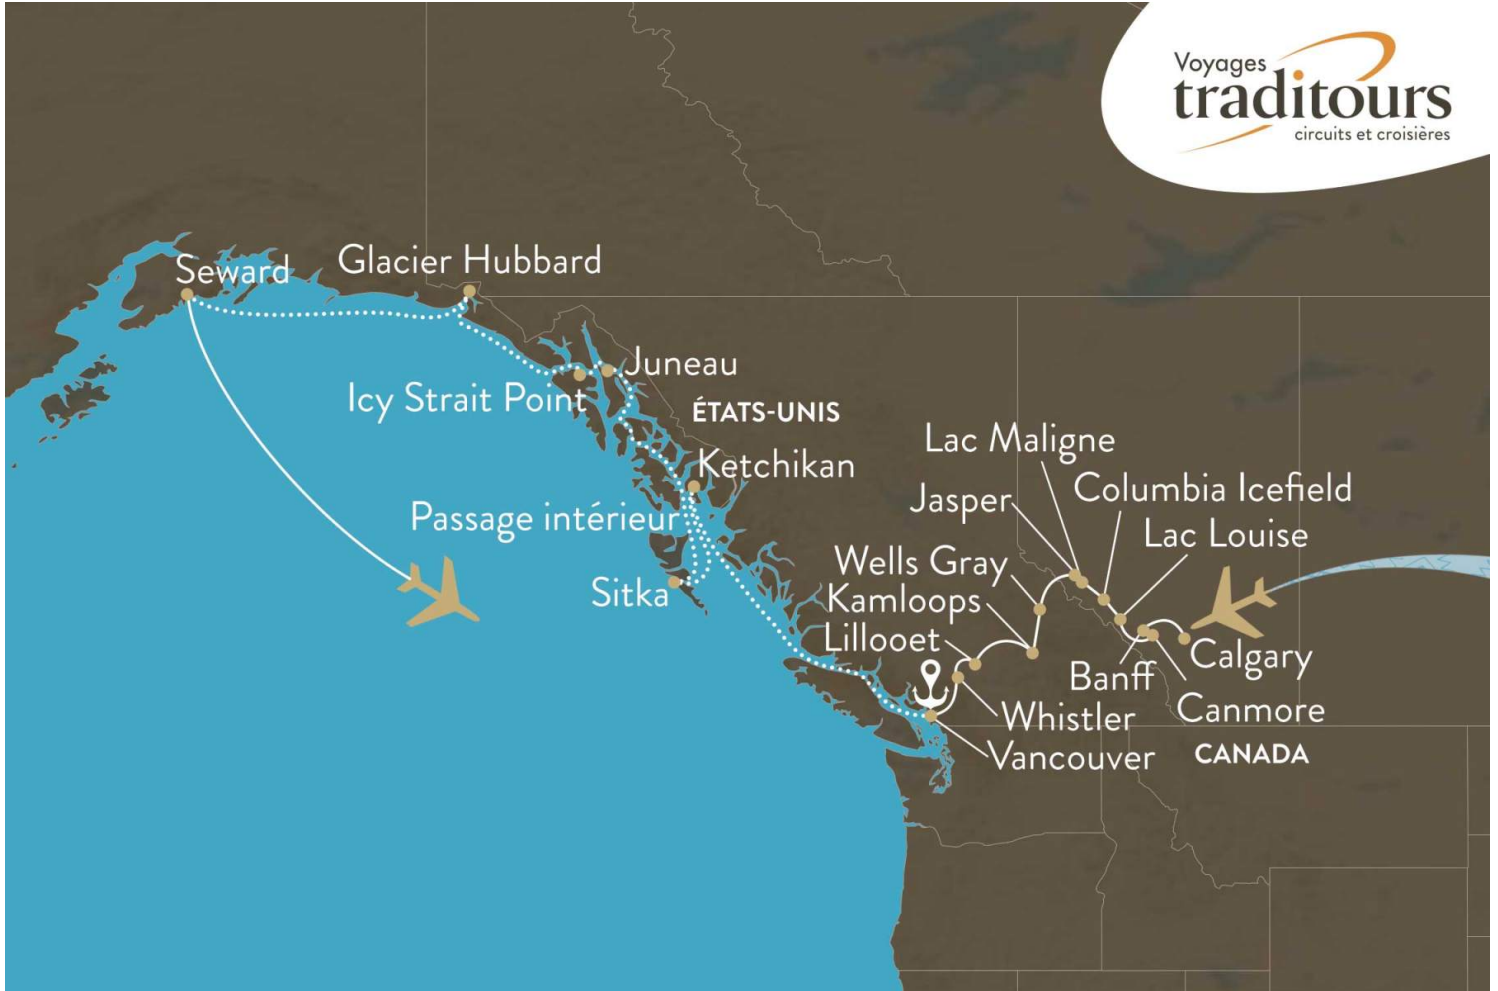 Voyages
traditours
circuits et croisières
Seward
Glacier Hubbard
Juneau
Icy Strait Point
ÉTATS-UNIS
Ketchikan
Passage intérieur
Sitka
Lac Maligne
Jasper
Columbia Icefield
Lac Louise
Wells Gray
Kamloops
Lillooet
Calgary
Banff
Canmore
Whistler
Vancouver
CANADA